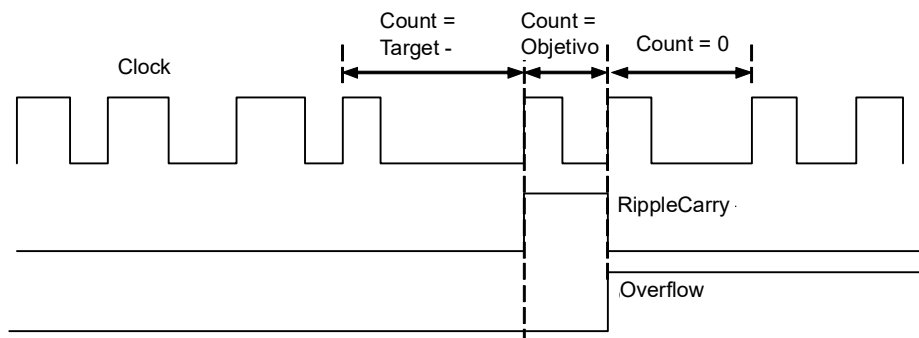 Count =
Target -
Count =
Objetivo
Count = 0
Clock
RippleCarry
Overflow